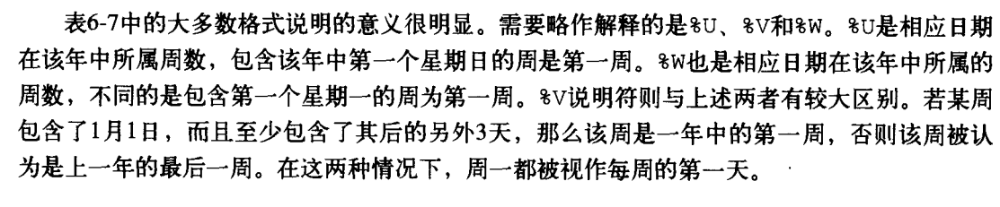 表6-7中的大多数格式说明的意义很明显。需要略作解释的是%U、%V和%W。%U是相应日期
在该年中所属周数，包含该年中第一个星期日的周是第一周。%W也是相应日期在该年中所属的
周数，不同的是包含第一个星期一的周为第一周。%V说明符则与上述两者有较大区别。若某周
包含了1月1日，而且至少包含了其后的另外3天，那么该周是一年中的第一周，否则该周被认
为是上一年的最后一周。在这两种情况下，周一都被视作每周的第一天。